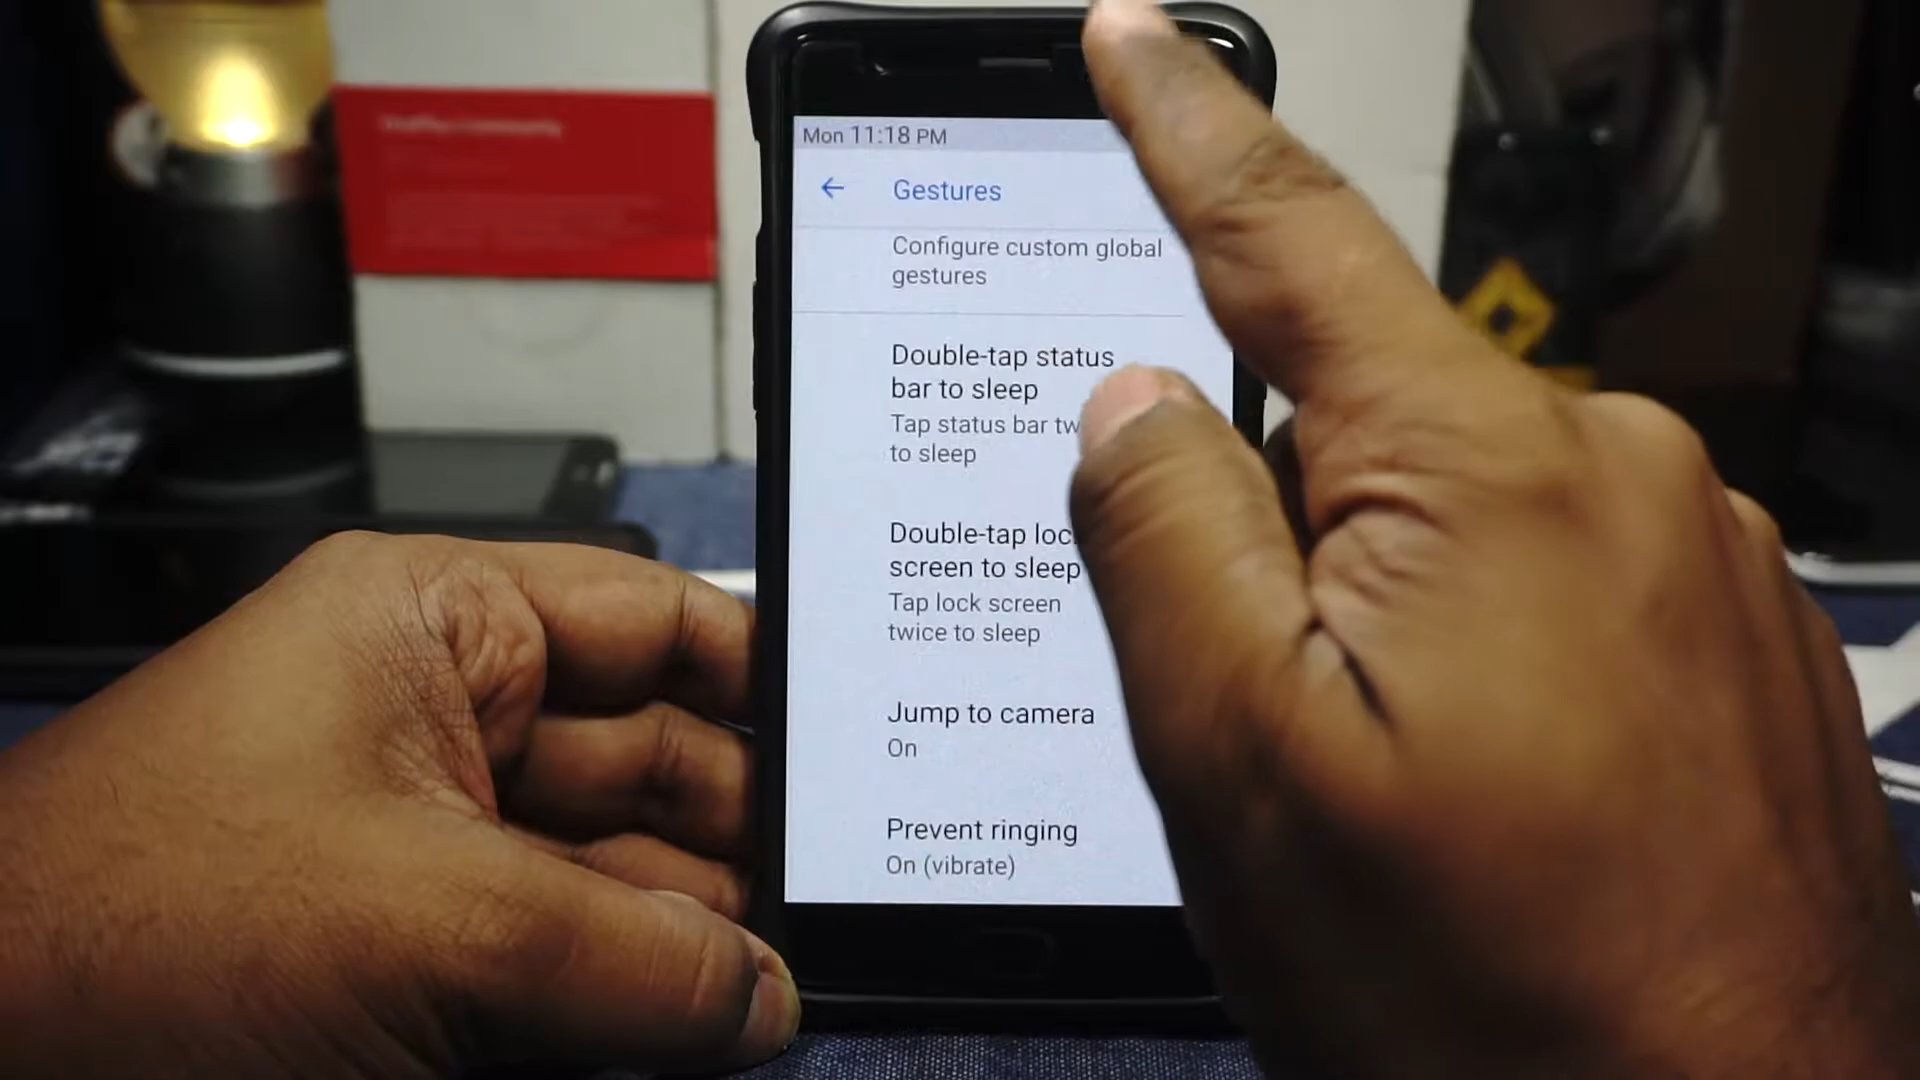 Mon 11:18 PM
Gestures
Configure custom global
gestures
Double-tap status
bar to sleep
Tap status bar
to sleep
Double-tap
screen to sleep
Tap lock screen
twice to sleep
Jump to camera
On
Prevent ringing
On (vibrate)